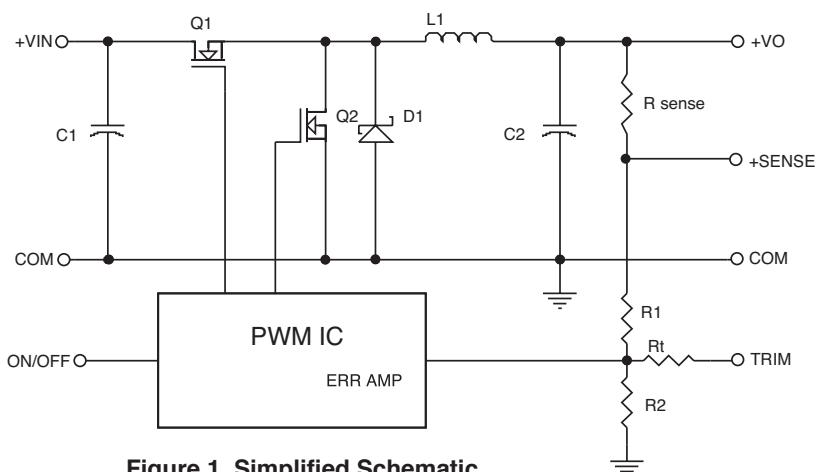 Q1
L1
+VIN
+VO
R sense
C1
Q2
D1
C2
+SENSE
COM
COM
R1
PWM IC
Rt
ON/OFF
TRIM
ERR AMP
R2
Figure 1. Simplified Schematic